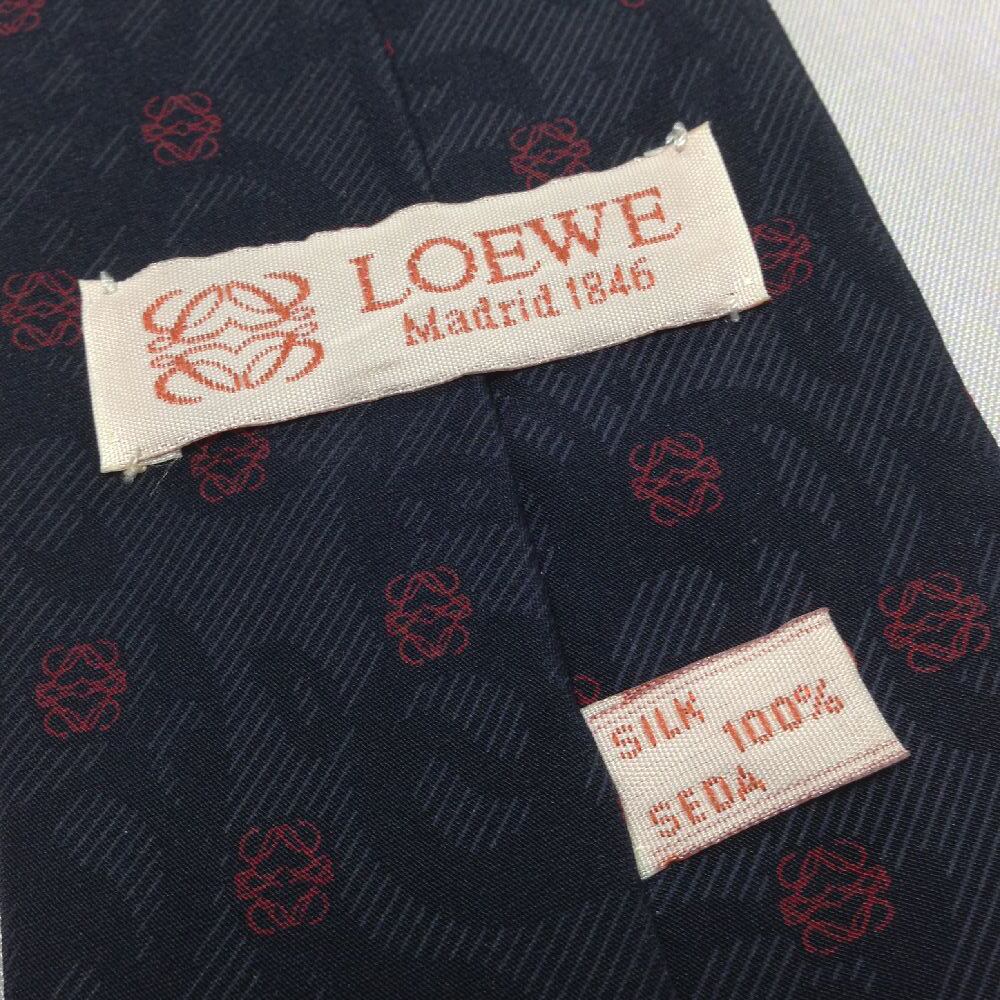 LOEWE
Madrid 1846
SILK 100%
SEDA